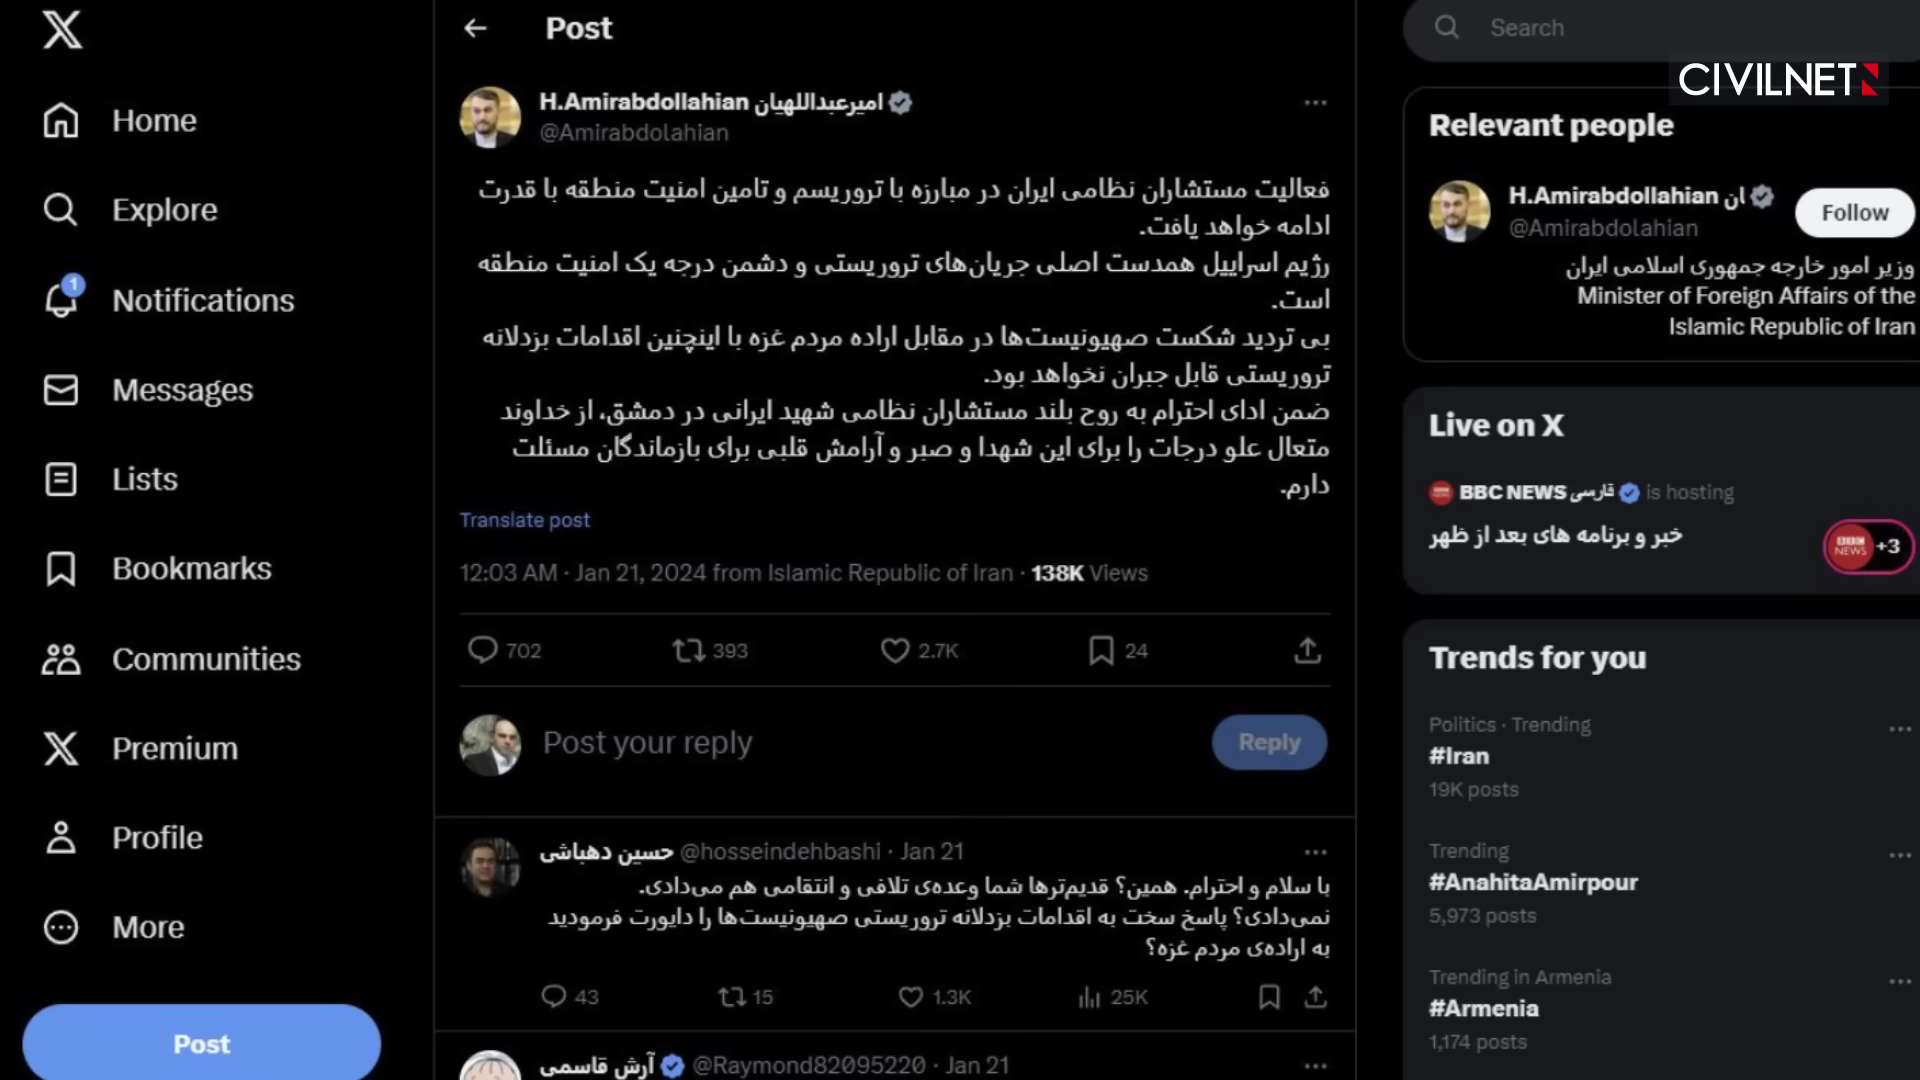 Home
Explore
1
Notifications
Messages
Lists
Bookmarks
Communities
Premium
Profile
More
Post
Post
H.Amirabdollahian امیرعبداللهیان
@Amirabdolahian
فعالیت مستشاران نظامی ایران در مبارزه با تروریسم و تامین امنیت منطقه با قدرت
ادامه خواهد یافت.
رژیم اسراییل همدست اصلی جریان‌های تروریستی و دشمن درجه یک امنیت منطقه
است.
بی تردید شکست صهیونیست‌ها در مقابل اراده مردم غزه با اینچنین اقدامات بزدلانه
تروریستی قابل جبران نخواهد بود.
ضمن ادای احترام به روح بلند مستشاران نظامی شهید ایرانی در دمشق، از خداوند
متعال علو درجات را برای این شهدا و صبر و آرامش قلبی برای بازماندگان مسئلت
دارم.
Translate post
12:03 AM · Jan 21, 2024 from Islamic Republic of Iran · 138K Views
702 393 2.7K 24
Post your reply
Reply
حسین دهباشی @hosseindehbashi · Jan 21
با سلام و احترام. همین؟ قدیم‌ترها شما وعده‌ی تلافی و انتقامی هم می‌دادی.
نمی‌دادی؟ پاسخ سخت به اقدامات بزدلانه تروریستی صهیونیست‌ها را دایورت فرمودید
به اراده‌ی مردم غزه؟
43 15 1.3K 25K
آرش قاسمی @Raymond82095220 · Jan 21
Search
CIVILNET
Relevant people
H.Amirabdollahian ان
@Amirabdolahian
Follow
وزیر امور خارجه جمهوری اسلامی ایران
Minister of Foreign Affairs of the
Islamic Republic of Iran
Live on X
BBC NEWS فارسی is hosting
خبر و برنامه های بعد از ظهر
BBC
NEWS
+3
Trends for you
Politics · Trending
#Iran
19K posts
Trending
#AnahitaAmirpour
5,973 posts
Trending in Armenia
#Armenia
1,174 posts